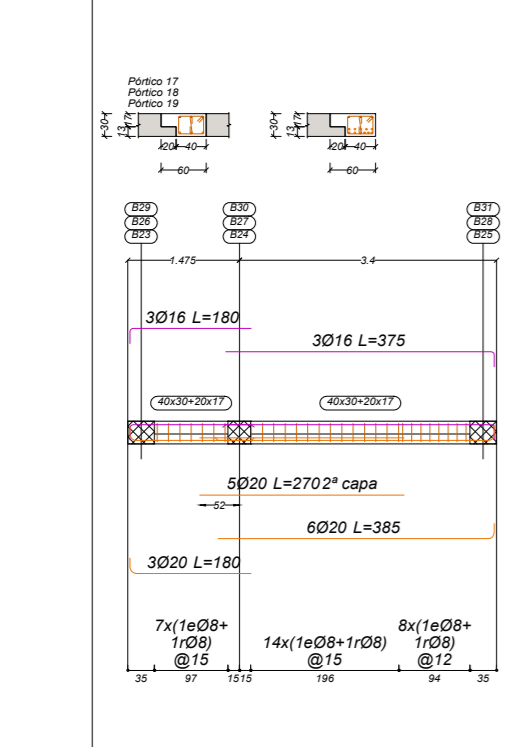 Pórtico 17
Pórtico 18
Pórtico 19
30
13
17
20
40
60
30
13
17
20
40
60
B29
B26
B23
B30
B27
B24
B31
B28
B25
1.475
3.4
3Ø16 L=180
3Ø16 L=375
40x30+20x17
40x30+20x17
5Ø20 L=270 2ª capa
52
6Ø20 L=385
3Ø20 L=180
7x(1eØ8+
1rØ8)
@15
14x(1eØ8+1rØ8)
@15
8x(1eØ8+
1rØ8)
@12
35
97
15
15
196
94
35